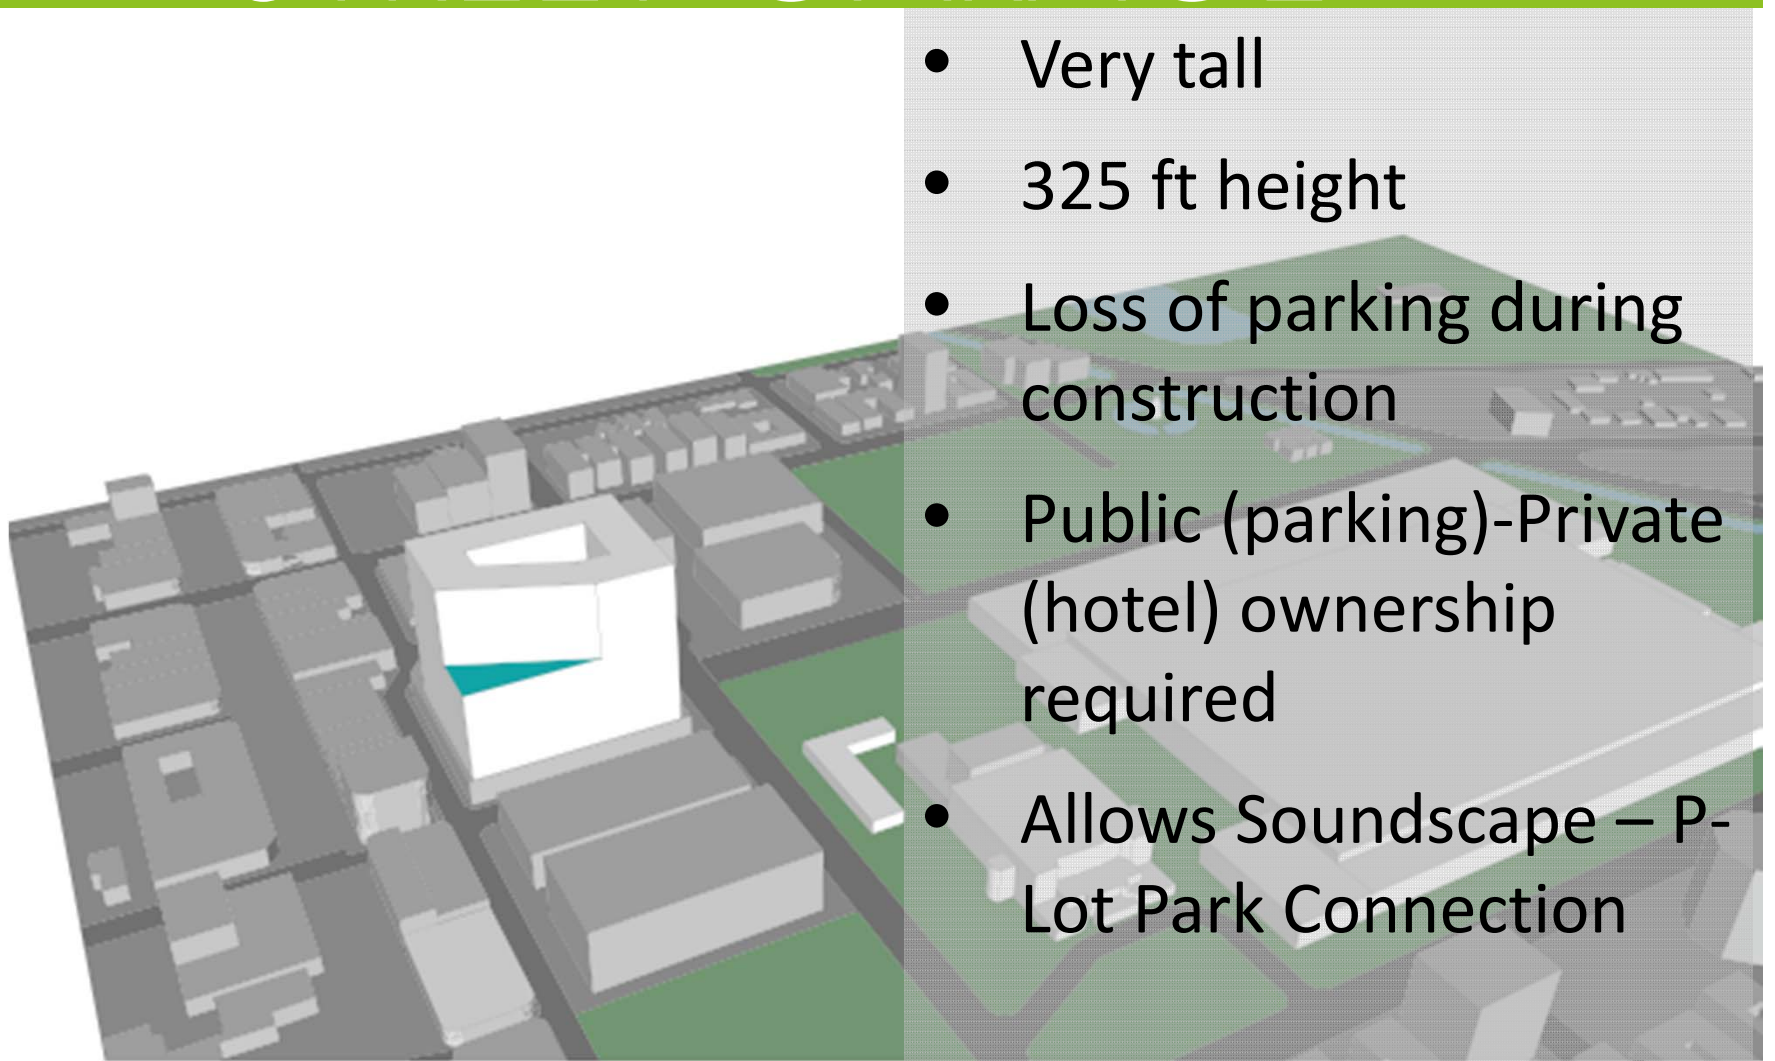 • Very tall
• 325 ft height
• Loss of parking during
construction
• Public (parking)-Private
(hotel) ownership
required
• Allows Soundscape – P-
Lot Park Connection